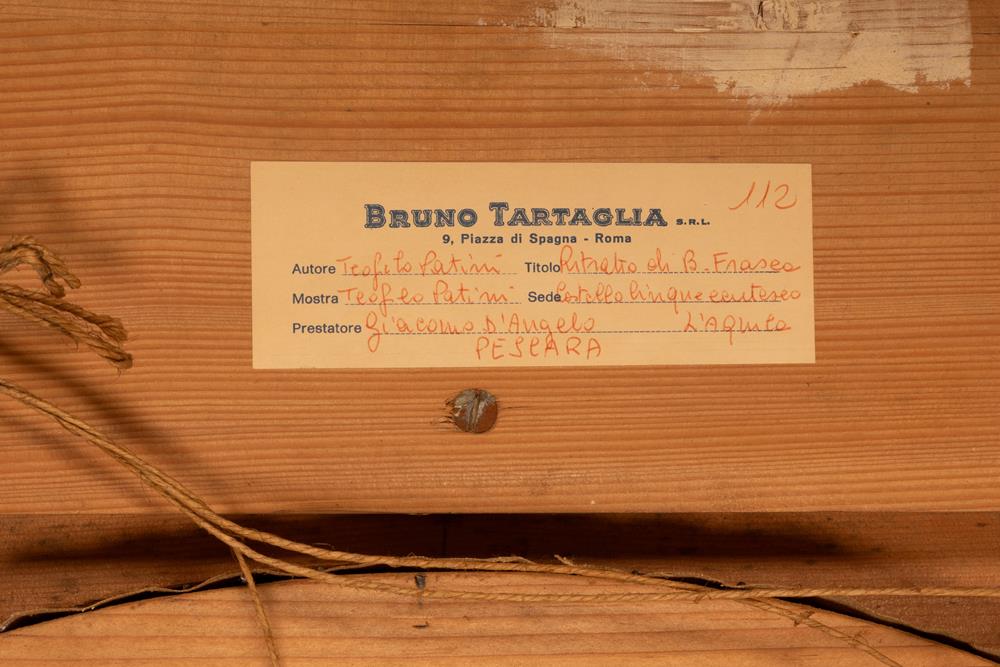 112
BRUNO TARTAGLIA S.R.L.
9, Piazza di Spagna - Roma
Autore Teofilo Patini Titolo Ritratto di B. Frasca
Mostra Teofilo Patini Sede Castello Cinquecentesco
Prestatore Giacomo D'Angelo L'Aquila
PESCARA